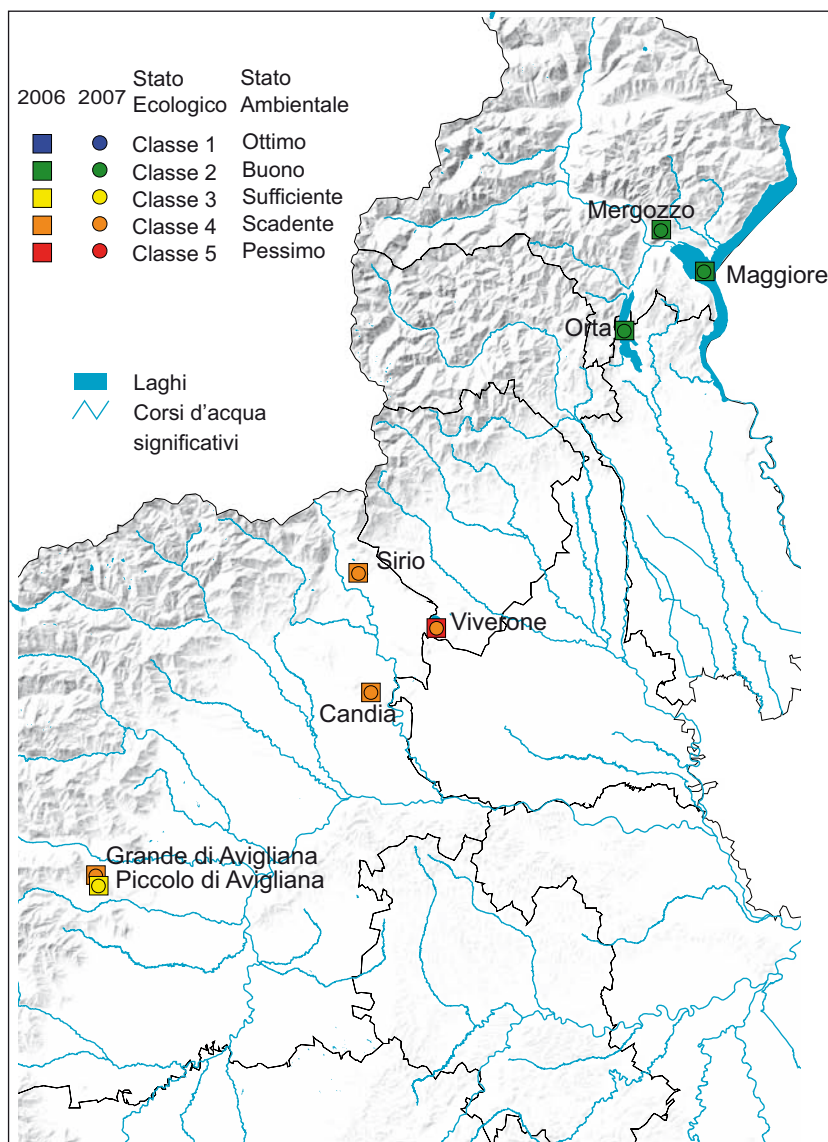 Stato Stato
2006 2007 Ecologico Ambientale
Classe 1 Ottimo
Classe 2 Buono
Classe 3 Sufficiente
Classe 4 Scadente
Classe 5 Pessimo
Mergozzo
Maggiore
Orta
Laghi
Corsi d'acqua
significativi
Sirio
Viverone
Candia
Grande di Avigliana
Piccolo di Avigliana